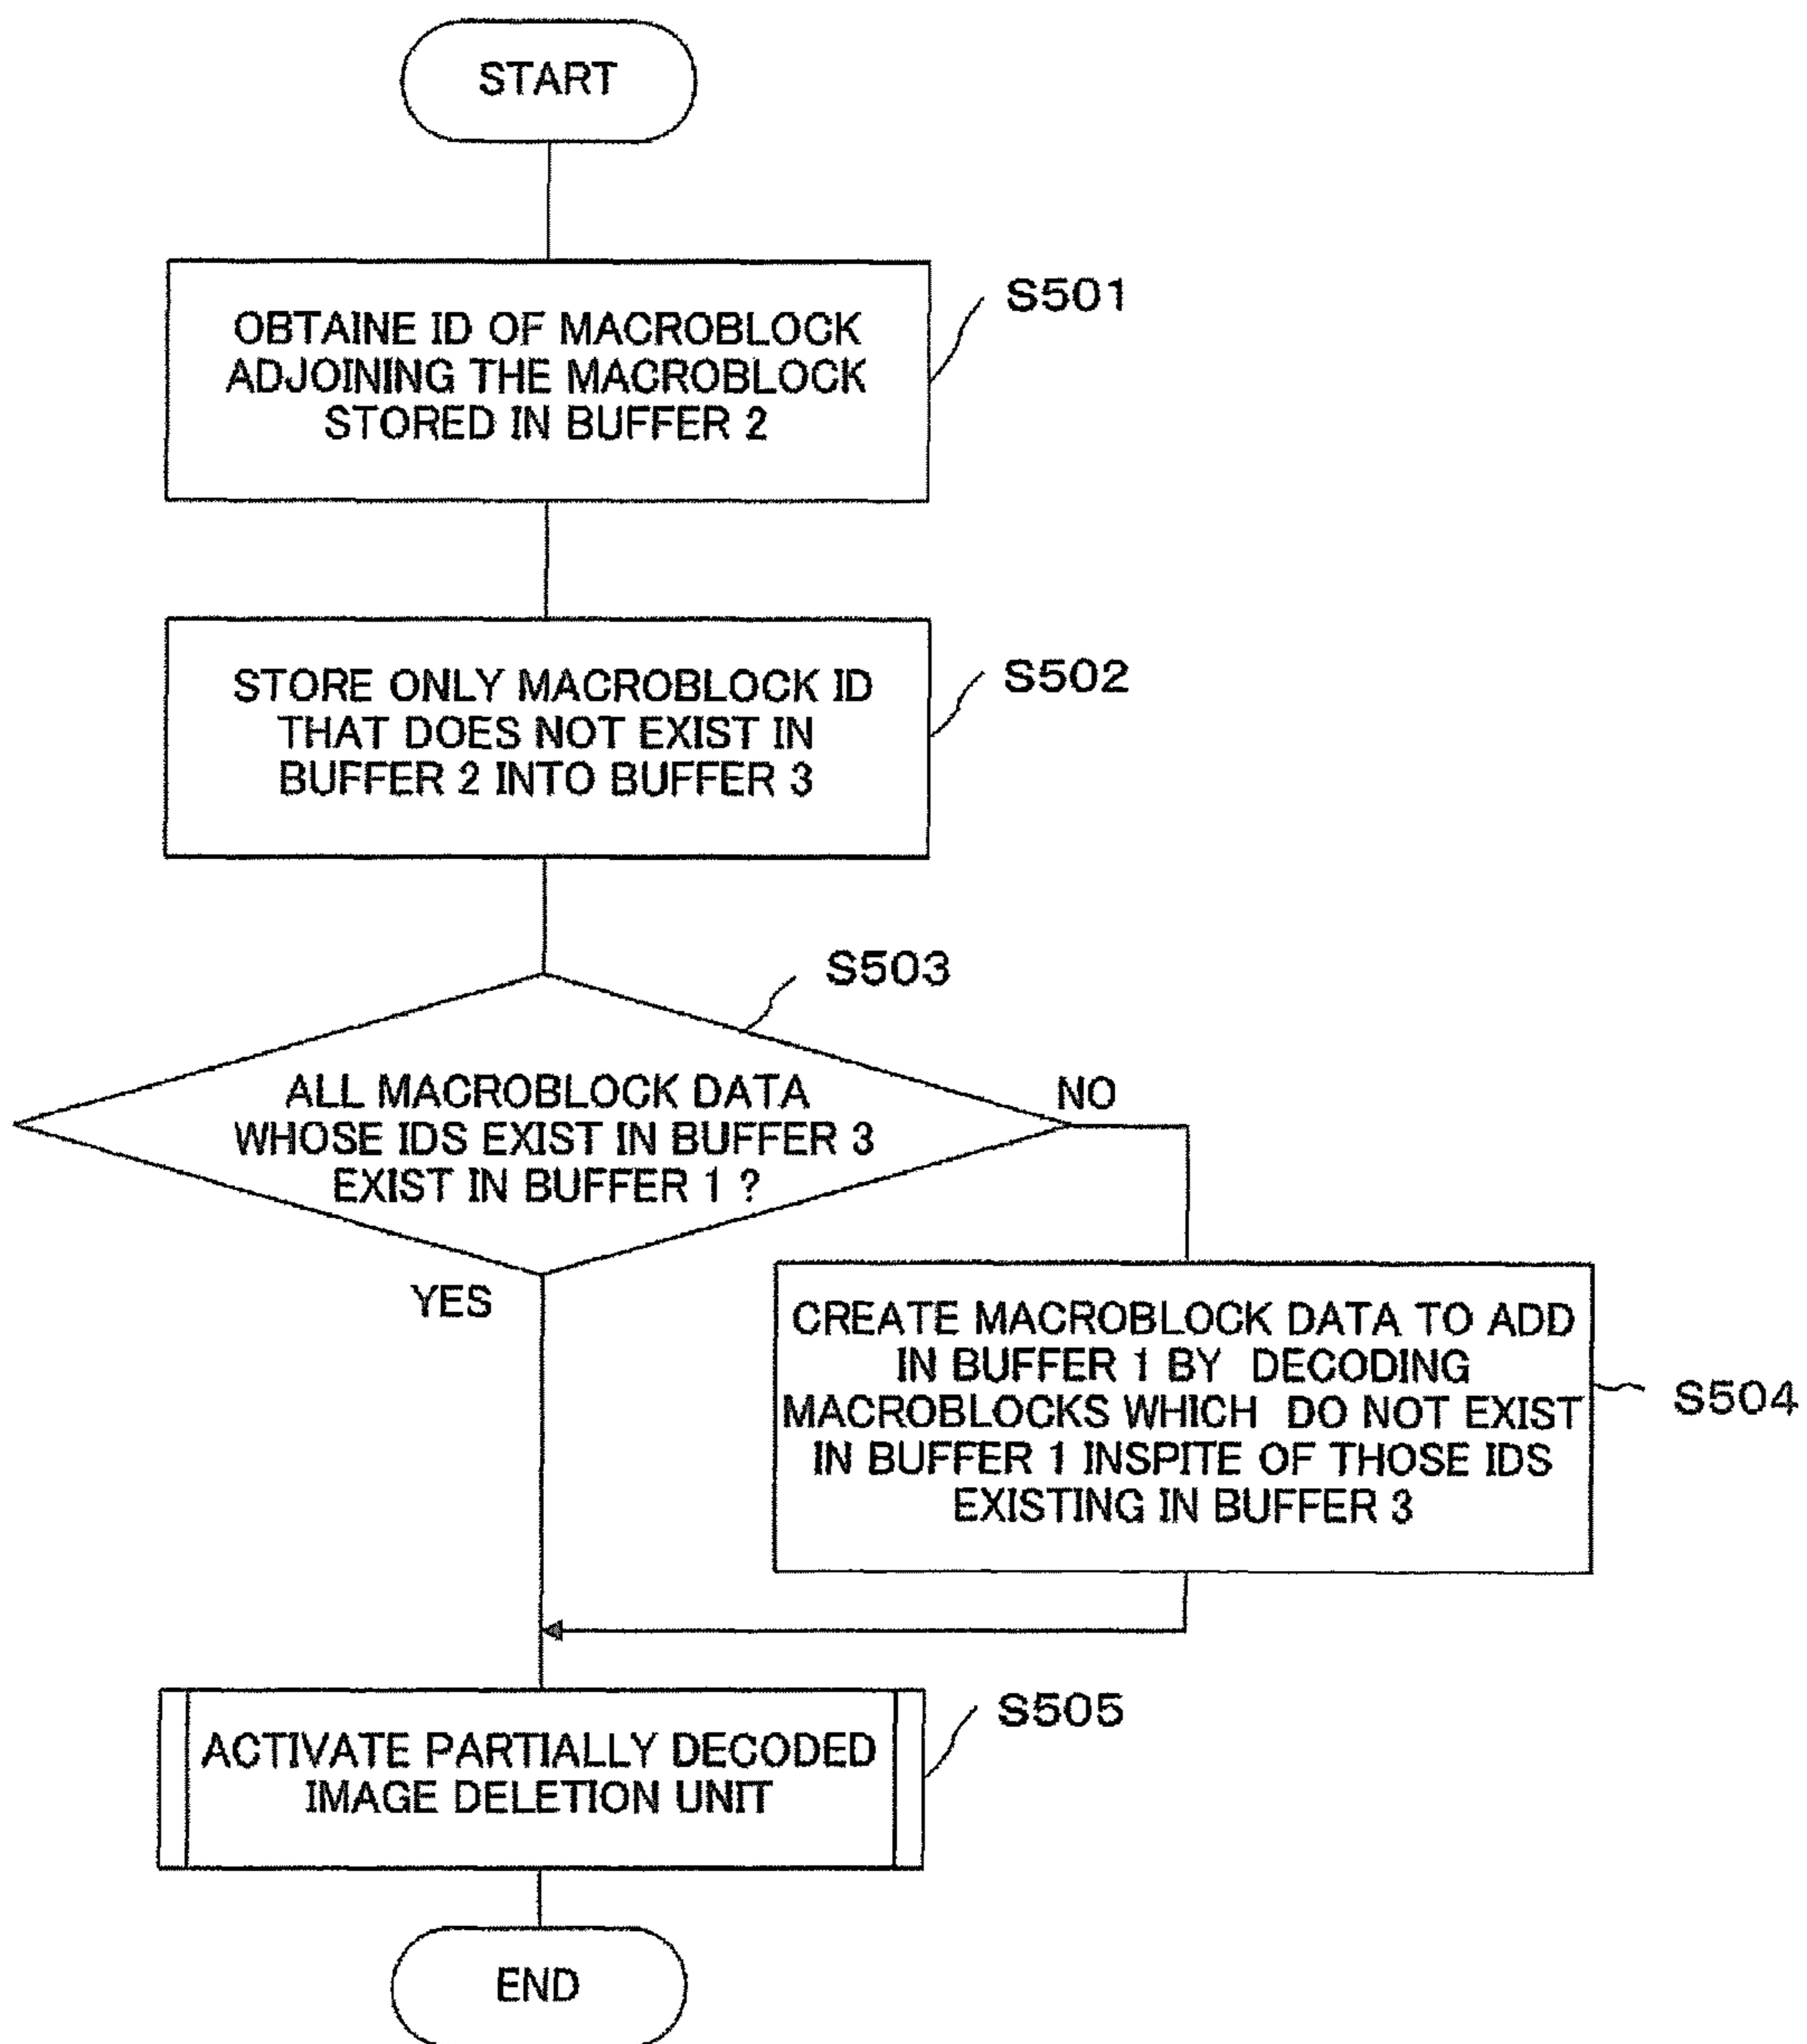 START
OBTAINE ID OF MACROBLOCK
ADJOINING THE MACROBLOCK
STORED IN BUFFER 2
S501
STORE ONLY MACROBLOCK ID
THAT DOES NOT EXIST IN
BUFFER 2 INTO BUFFER 3
S502
S503
ALL MACROBLOCK DATA
WHOSE IDS EXIST IN BUFFER 3
EXIST IN BUFFER 1 ?
NO
YES
CREATE MACROBLOCK DATA TO ADD
IN BUFFER 1 BY DECODING
MACROBLOCKS WHICH DO NOT EXIST
IN BUFFER 1 INSPITE OF THOSE IDS
EXISTING IN BUFFER 3
S504
ACTIVATE PARTIALLY DECODED
IMAGE DELETION UNIT
S505
END